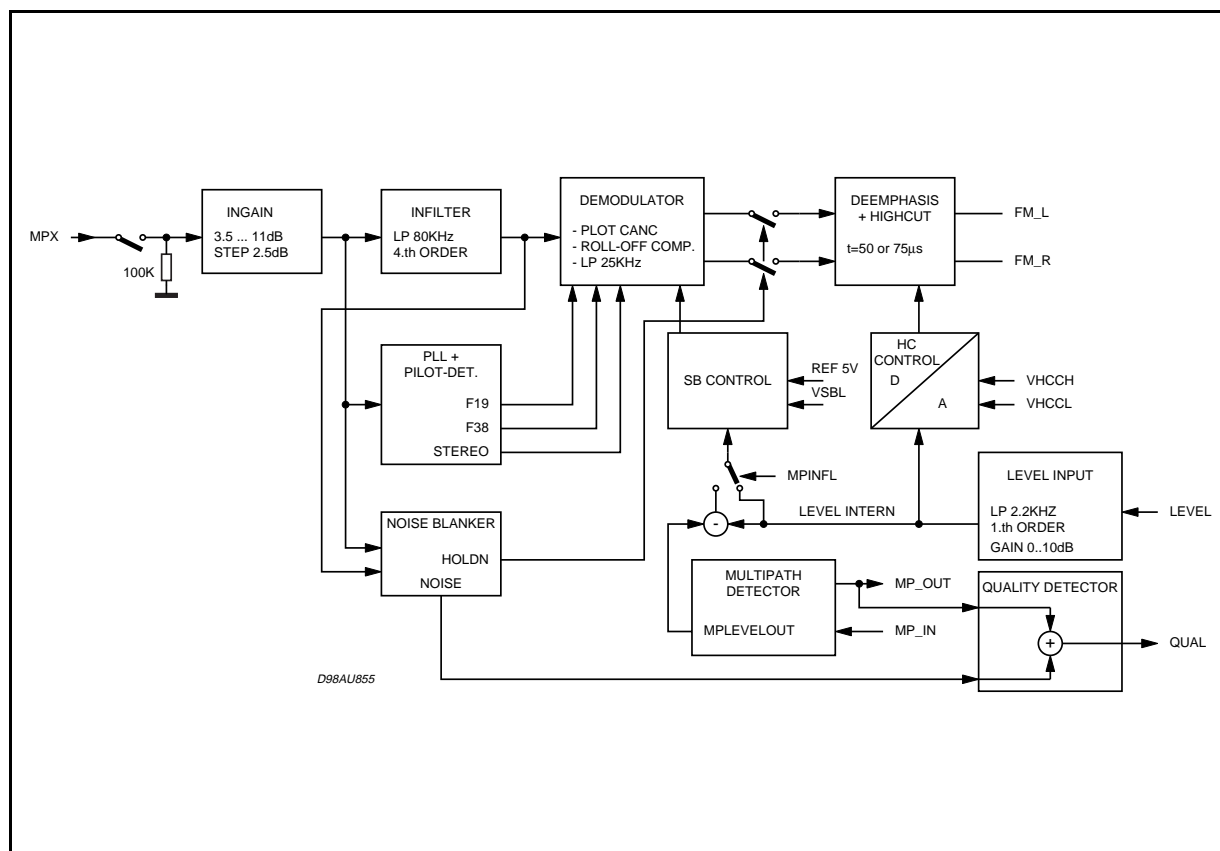 MPX
100K
INGAIN
3.5 ... 11dB
STEP 2.5dB
INFILTER
LP 80KHz
4.th ORDER
DEMODULATOR
- PLOT CANC
- ROLL-OFF COMP.
- LP 25KHz
DEEMPHASIS
+ HIGHCUT
t=50 or 75µs
FM_L
FM_R
PLL +
PILOT-DET.
F19
F38
STEREO
SB CONTROL
REF 5V
VSBL
HC
CONTROL
D
A
VHCCH
VHCCL
MPINFL
LEVEL INTERN
-
LEVEL INPUT
LP 2.2KHZ
1.th ORDER
GAIN 0..10dB
LEVEL
NOISE BLANKER
HOLDN
NOISE
MULTIPATH
DETECTOR
MPLEVELOUT
MP_OUT
MP_IN
QUALITY DETECTOR
+
QUAL
D98AU855